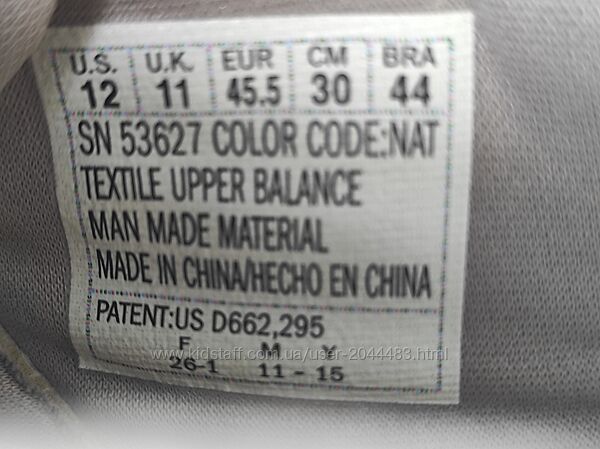 U.S. U.K. EUR CM BRA
12 11 45.5 30 44
SN 53627 COLOR CODE:NAT
TEXTILE UPPER BALANCE
MAN MADE MATERIAL
MADE IN CHINA/HECHO EN CHINA
PATENT:US D662,295
F M Y
www.kidstaff.com.ua/user-2044483.html
26-1 11 - 15